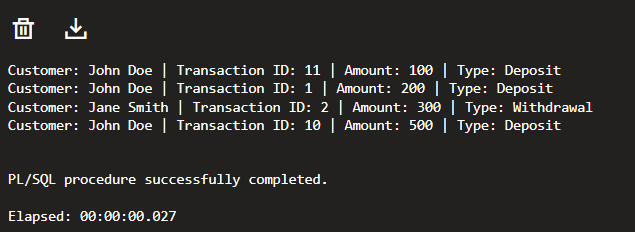 Customer: John Doe | Transaction ID: 11 | Amount: 100 | Type: Deposit
Customer: John Doe | Transaction ID: 1 | Amount: 200 | Type: Deposit
Customer: Jane Smith | Transaction ID: 2 | Amount: 300 | Type: Withdrawal
Customer: John Doe | Transaction ID: 10 | Amount: 500 | Type: Deposit
PL/SQL procedure successfully completed.
Elapsed: 00:00:00.027